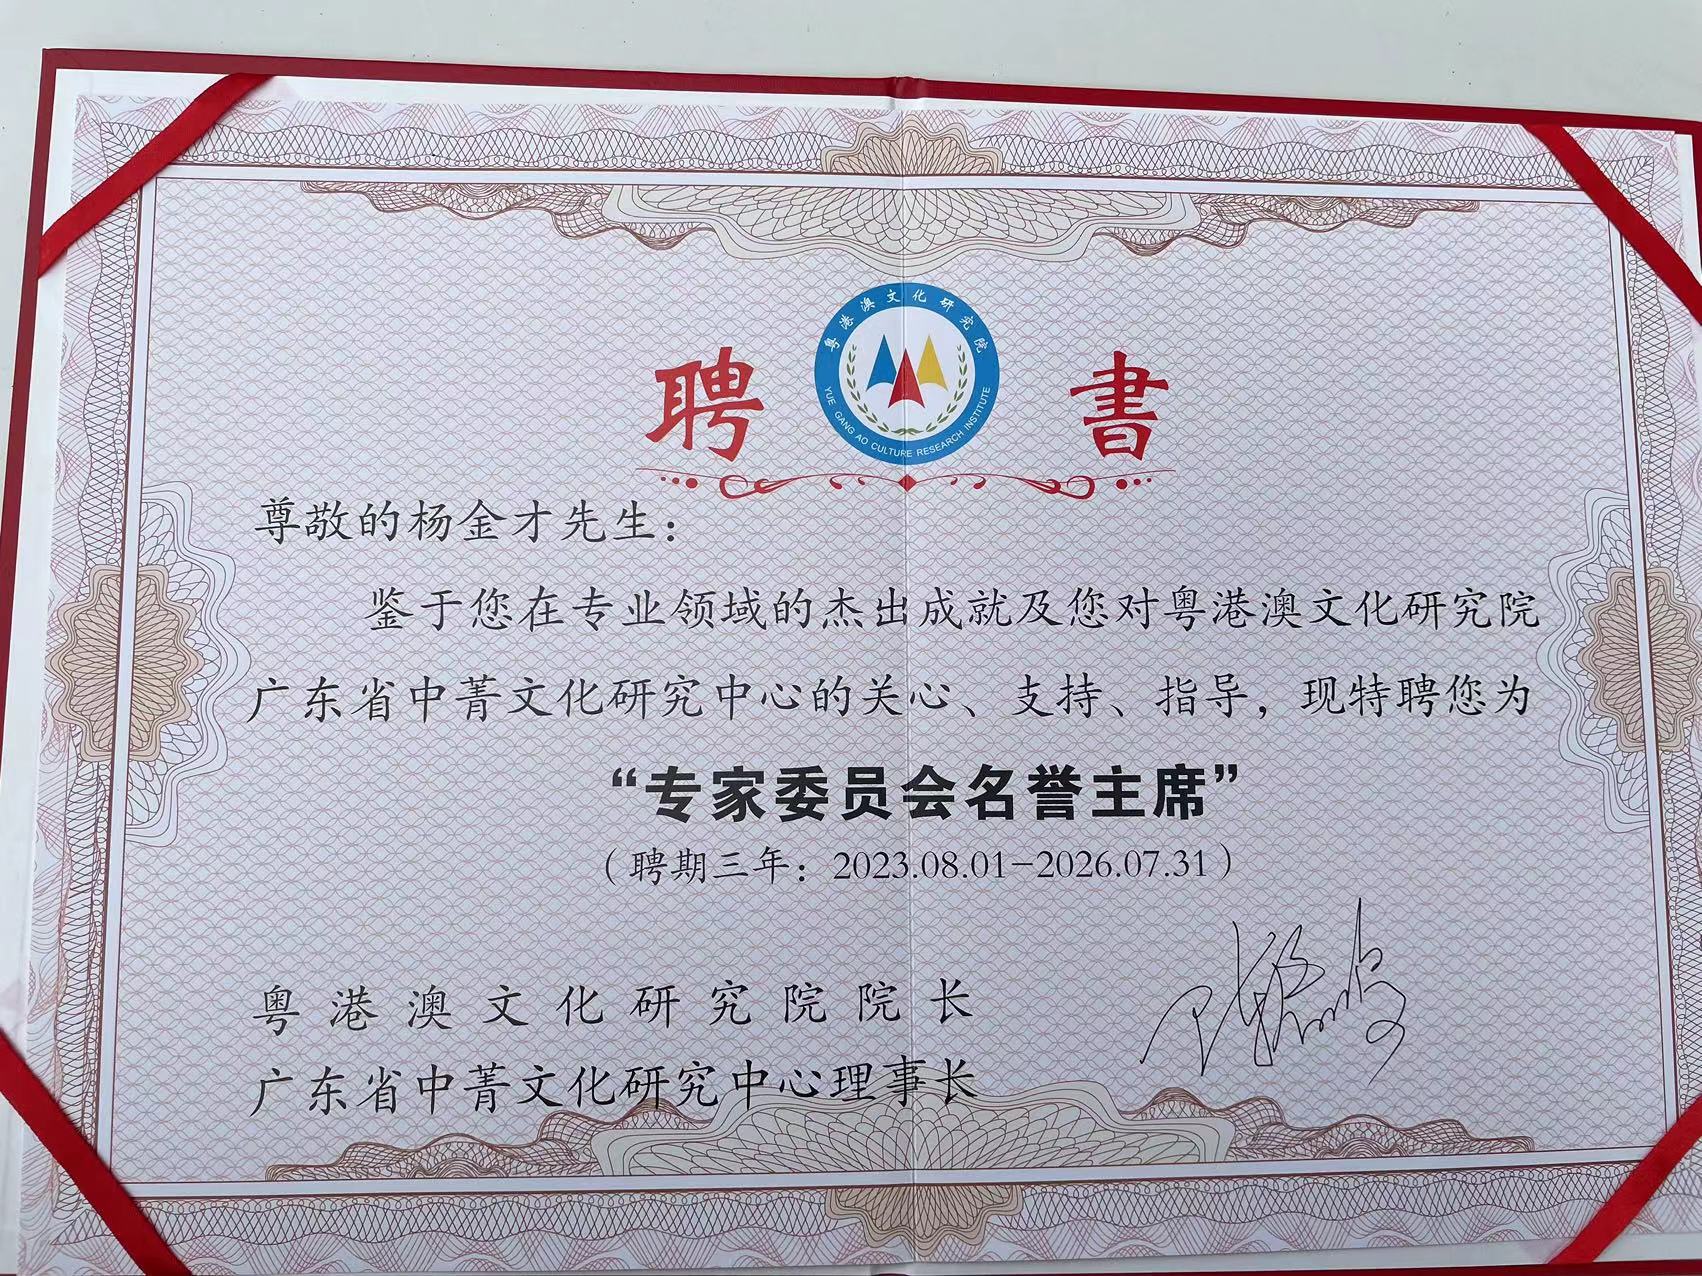 粤港澳文化研究院
YUE GANG AO CULTURE RESEARCH INSTITUTE
聘書
尊敬的杨金才先生：
鉴于您在专业领域的杰出成就及您对粤港澳文化研究院
广东省中菁文化研究中心的关心、支持、指导，现特聘您为
“专家委员会名誉主席”
（聘期三年：2023.08.01-2026.07.31）
粤港澳文化研究院院长
广东省中菁文化研究中心理事长